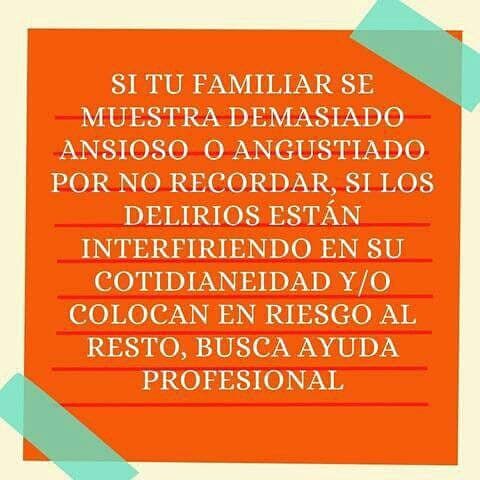 SI TU FAMILIAR SE
MUESTRA DEMASIADO
ANSIOSO O ANGUSTIADO
POR NO RECORDAR, SI LOS
DELIRIOS ESTÁN
INTERFIRIENDO EN SU
COTIDIANEIDAD Y/O
COLOCAN EN RIESGO AL
RESTO, BUSCA AYUDA
PROFESIONAL